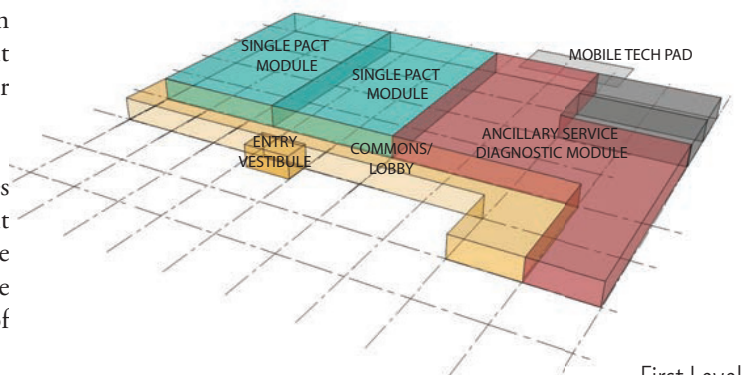 n
t
r
s
t
e
e
of
SINGLE PACT
MODULE
SINGLE PACT
MODULE
MOBILE TECH PAD
ENTRY
VESTIBULE
COMMONS/
LOBBY
ANCILLARY SERVICE
DIAGNOSTIC MODULE
First Level